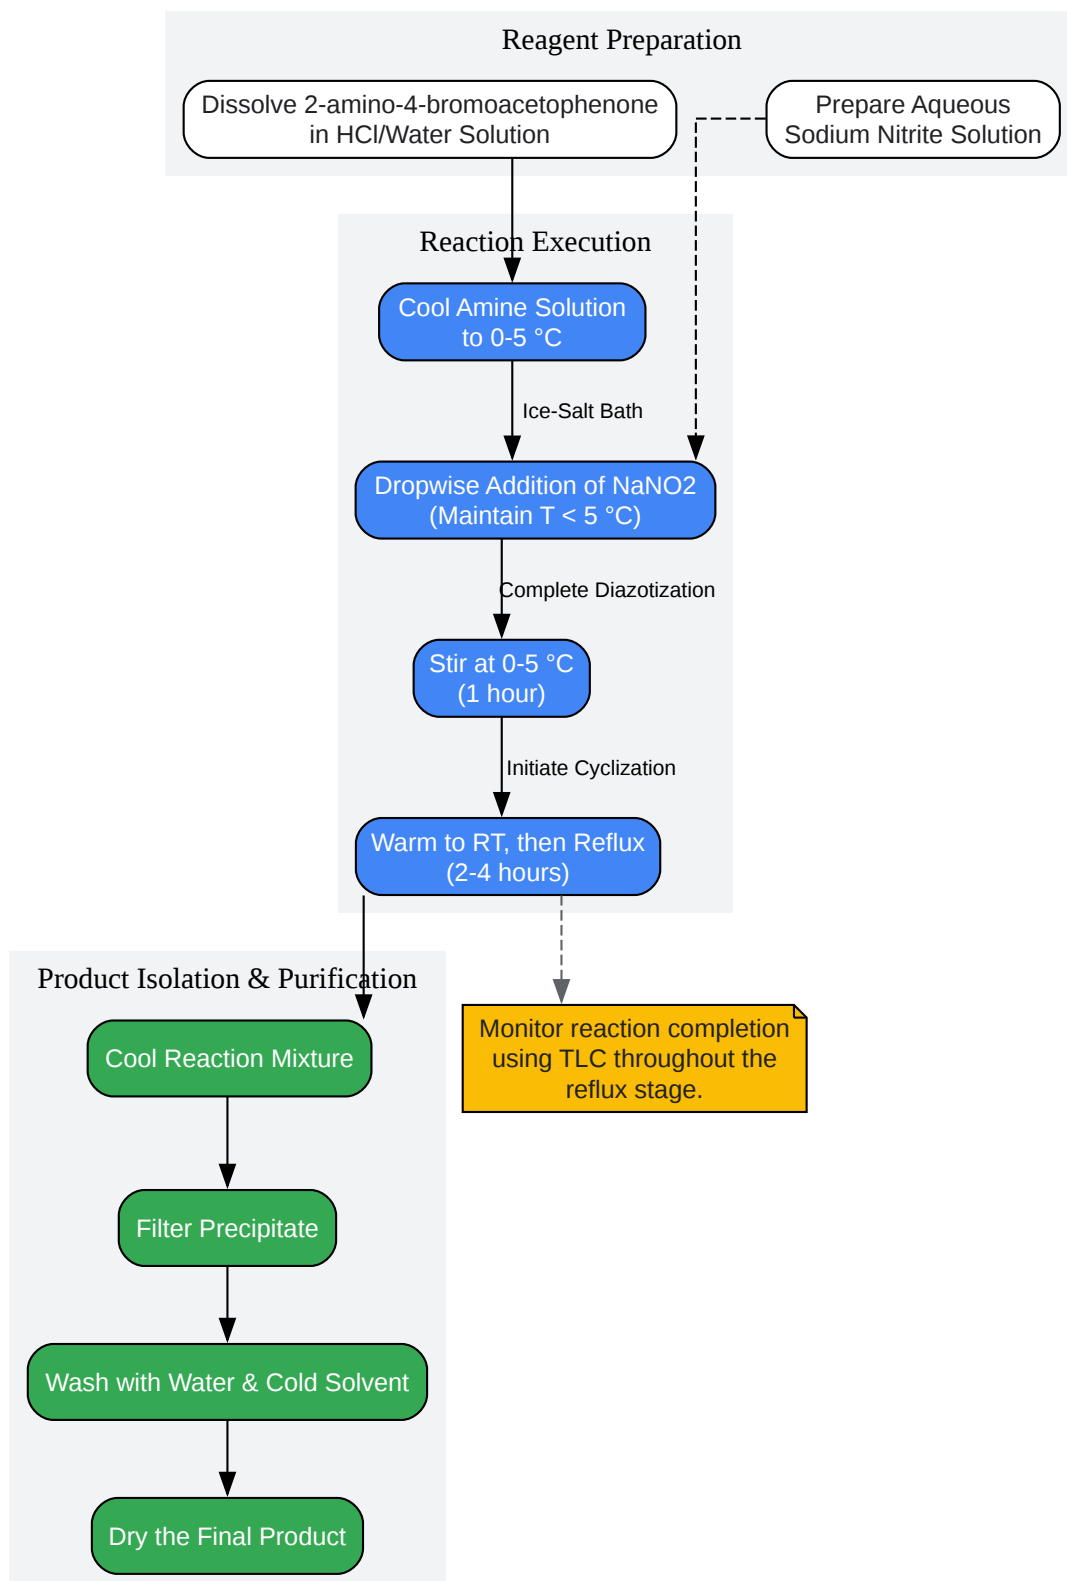 Reagent Preparation
Dissolve 2-amino-4-bromoacetophenone
in HCl/Water Solution
Prepare Aqueous
Sodium Nitrite Solution
Reaction Execution
Cool Amine Solution
to 0-5 °C
Ice-Salt Bath
Dropwise Addition of NaNO2
(Maintain T < 5 °C)
Complete Diazotization
Stir at 0-5 °C
(1 hour)
Initiate Cyclization
Warm to RT, then Reflux
(2-4 hours)
Product Isolation & Purification
Cool Reaction Mixture
Monitor reaction completion
using TLC throughout the
reflux stage.
Filter Precipitate
Wash with Water & Cold Solvent
Dry the Final Product